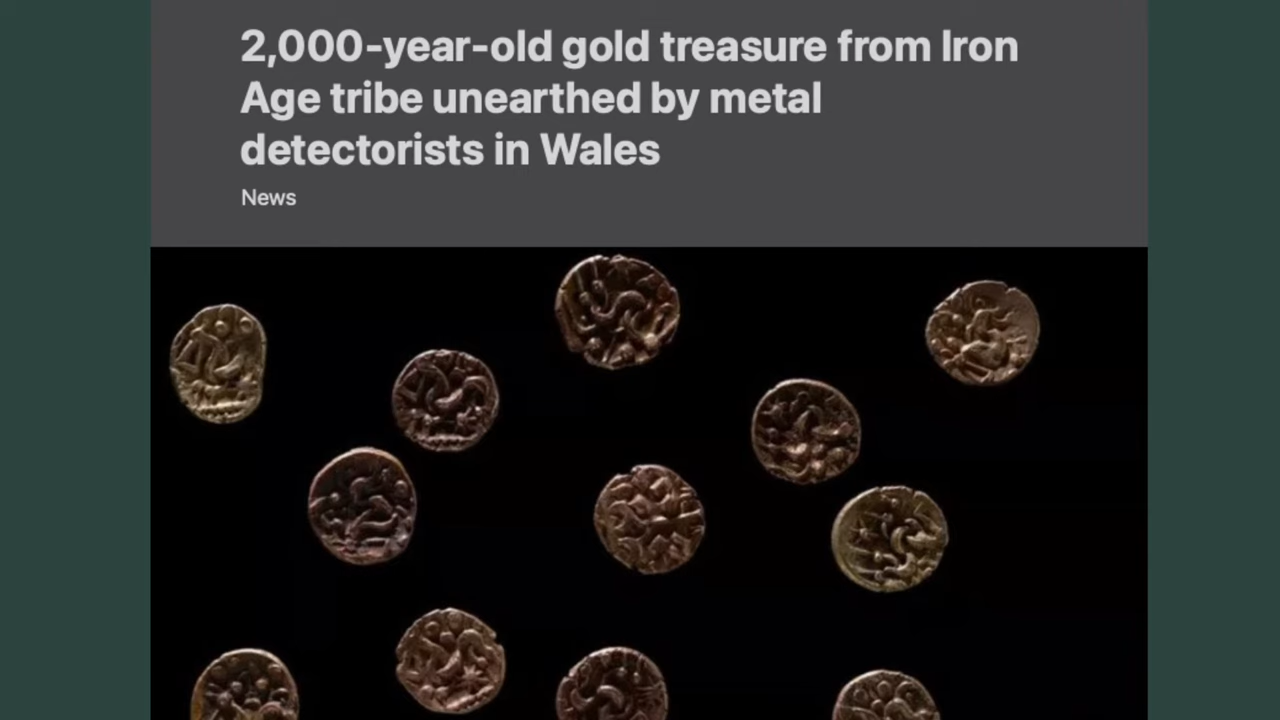 2,000-year-old gold treasure from Iron
Age tribe unearthed by metal
detectorists in Wales
News